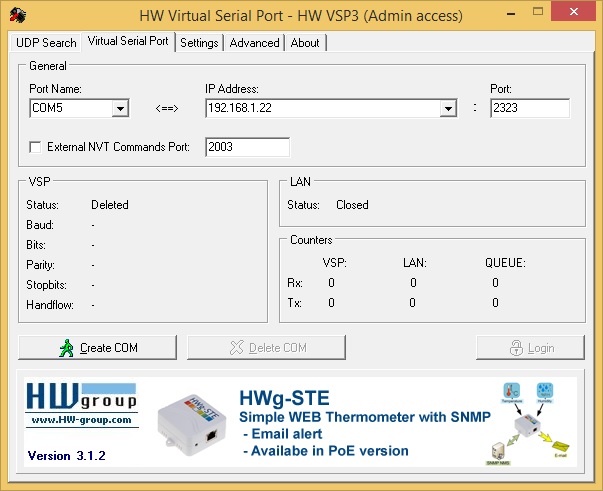 HW Virtual Serial Port - HW VSP3 (Admin access)
UDP Search Virtual Serial Port Settings Advanced About
General
Port Name: IP Address: Port:
COM5 <==> 192.168.1.22 : 2323
External NVT Commands Port: 2003
VSP
Status: Deleted
Baud: -
Bits: -
Parity: -
Stopbits: -
Handflow: -
LAN
Status: Closed
Counters
VSP: LAN: QUEUE:
Rx: 0 0 0
Tx: 0 0 0
Create COM Delete COM Login
HW group
www.HW-group.com
Version 3.1.2
HWg-STE
Simple WEB Thermometer with SNMP
- Email alert
- Availabe in PoE version
Temperature Humidity
SNMP NMS E-mail